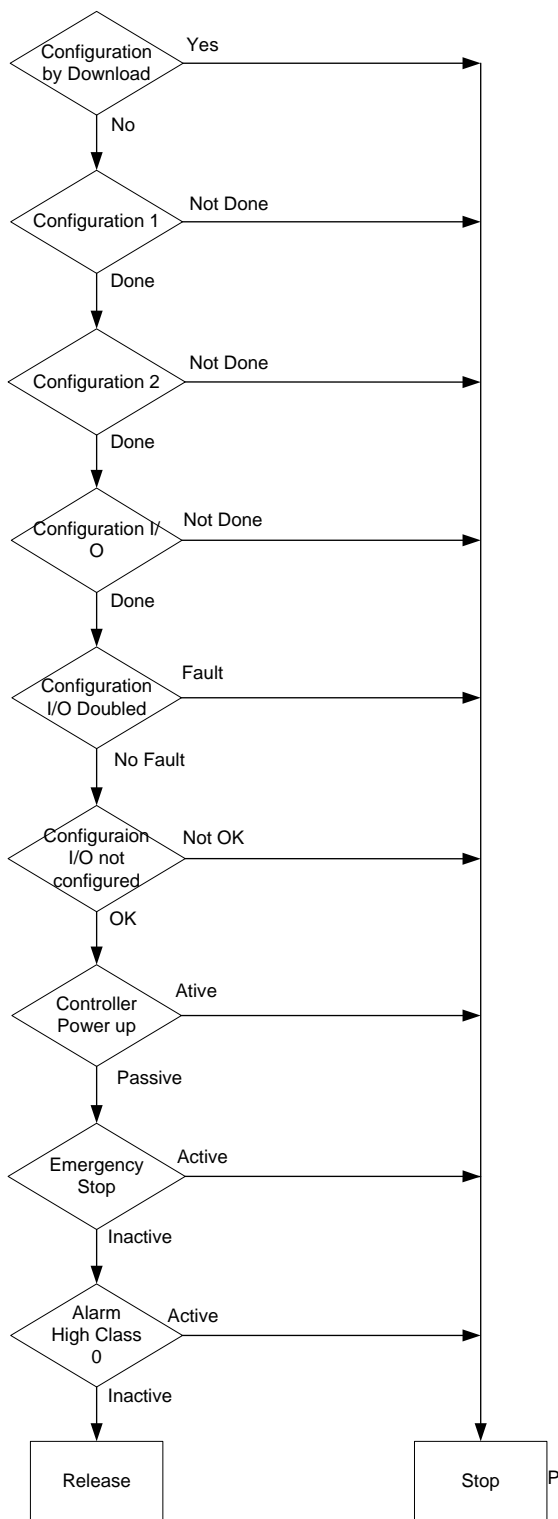 Configuration
by Download
Yes
No
Configuration 1
Not Done
Done
Configuration 2
Not Done
Done
Configuration I/
O
Not Done
Done
Configuration
I/O Doubled
Fault
No Fault
Configuraion
I/O not
configured
Not OK
OK
Controller
Power up
Ative
Passive
Emergency
Stop
Active
Inactive
Alarm
High Class
0
Active
Inactive
Release
Stop
P